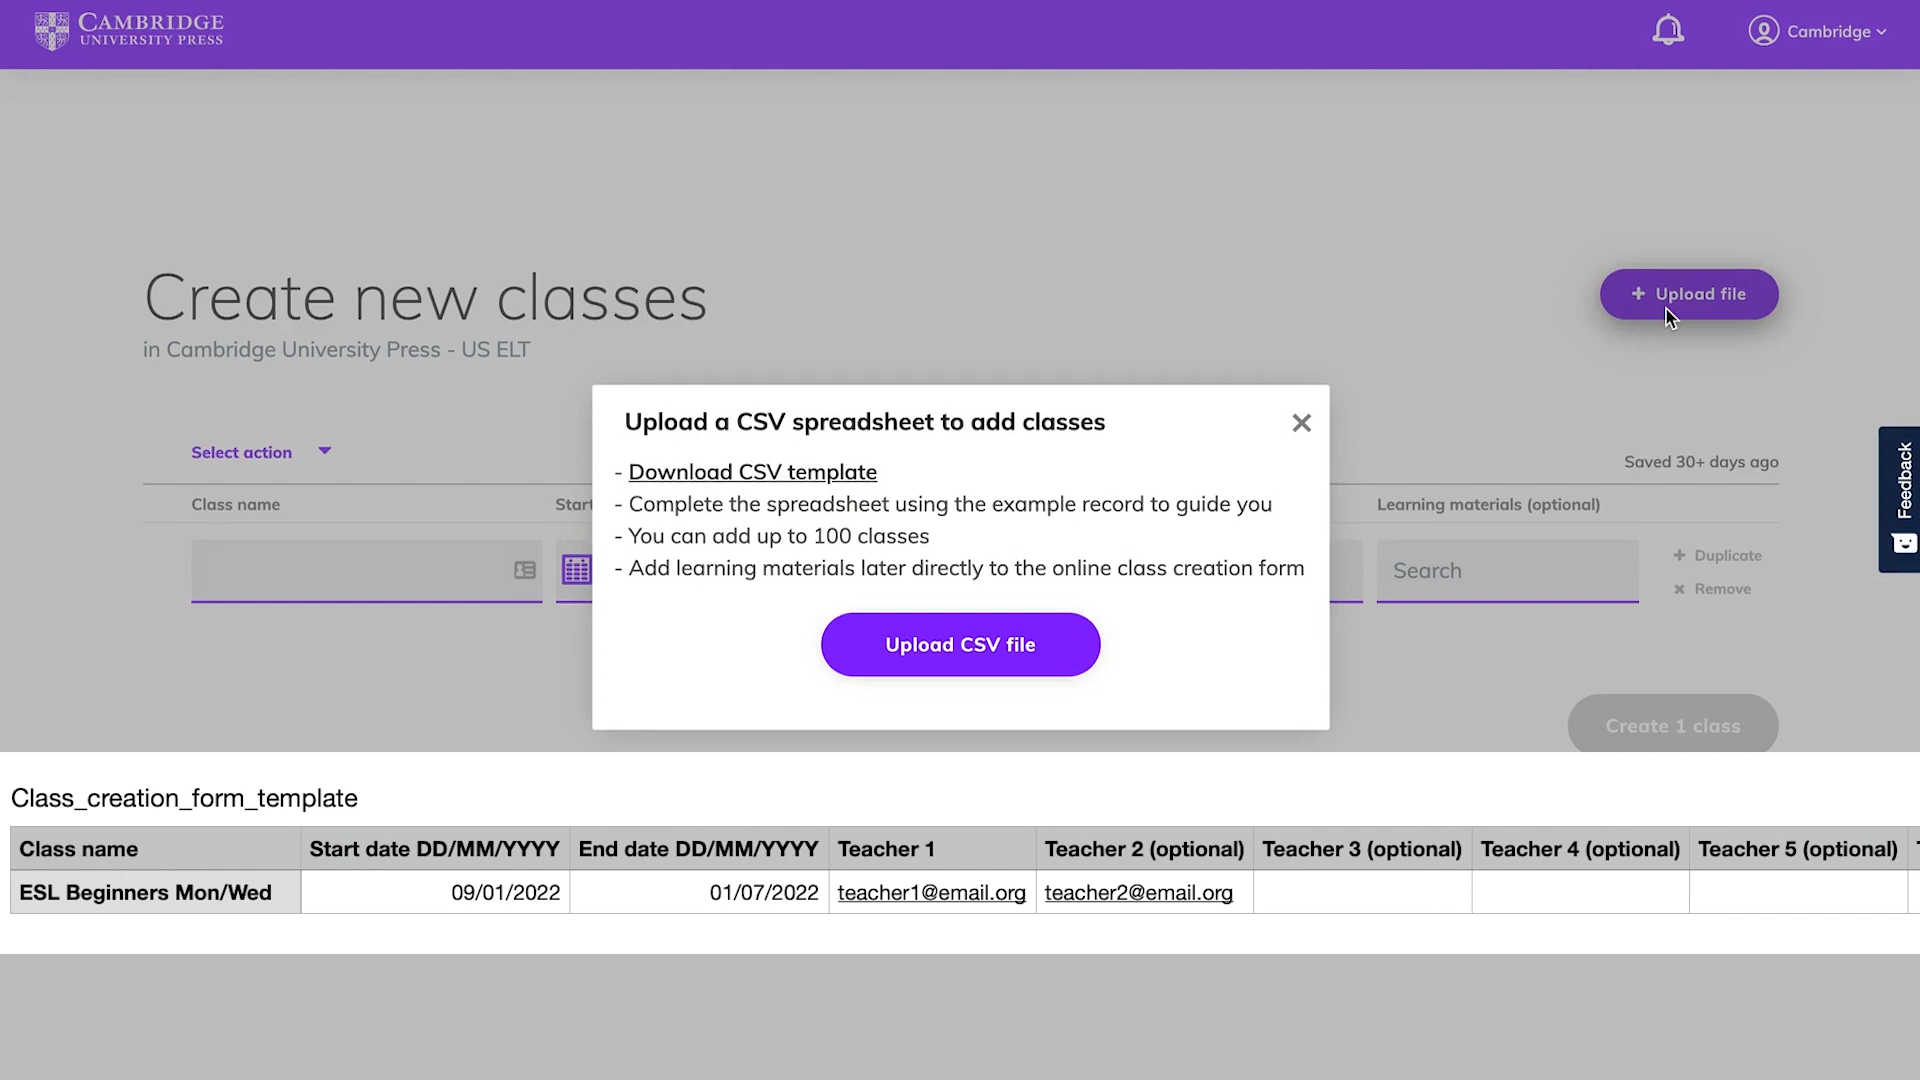 CAMBRIDGE
UNIVERSITY PRESS
Cambridge
Create new classes
in Cambridge University Press - US ELT
+ Upload file
Upload a CSV spreadsheet to add classes
- Download CSV template
- Complete the spreadsheet using the example record to guide you
- You can add up to 100 classes
- Add learning materials later directly to the online class creation form
Upload CSV file
Select action
Saved 30+ days ago
Class name
Start
Learning materials (optional)
Search
+ Duplicate
× Remove
Feedback
Create 1 class
Class_creation_form_template
Class name Start date DD/MM/YYYY End date DD/MM/YYYY Teacher 1 Teacher 2 (optional) Teacher 3 (optional) Teacher 4 (optional) Teacher 5 (optional)
ESL Beginners Mon/Wed 09/01/2022 01/07/2022 teacher1@email.org teacher2@email.org